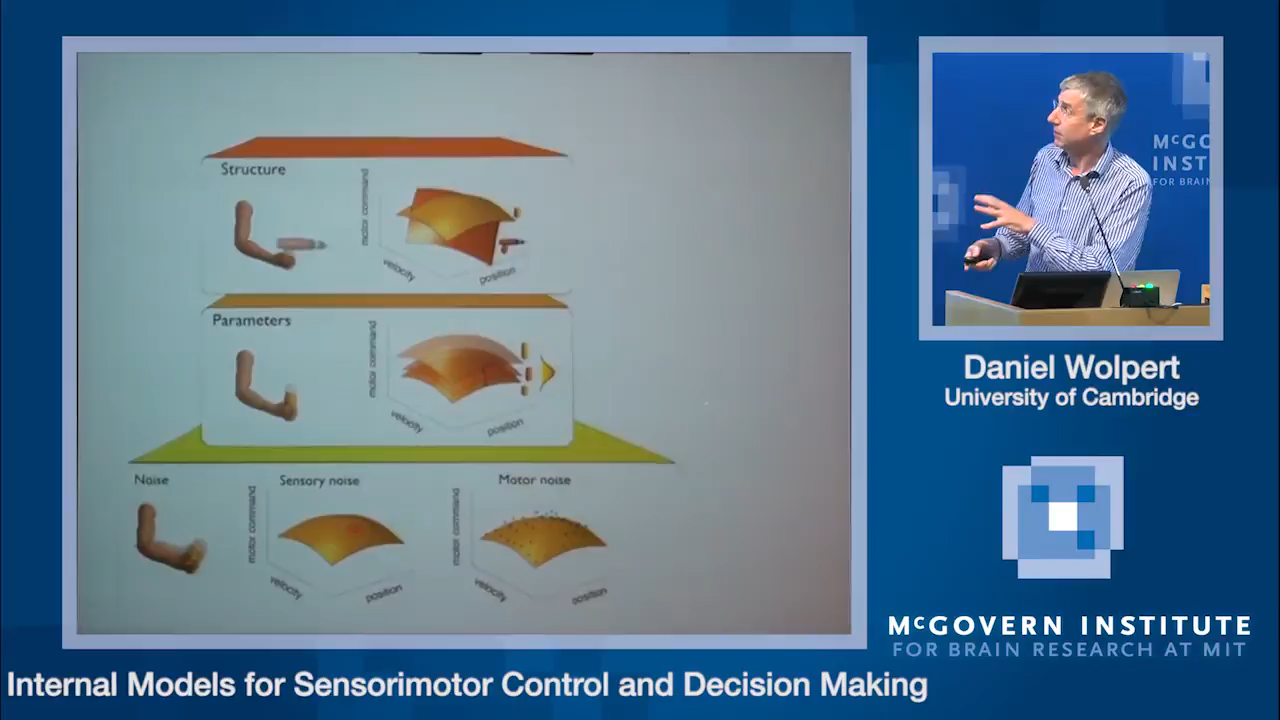 Structure
motor command
velocity
position
Parameters
motor command
velocity
position
Noise
Sensory noise
Motor noise
motor command
velocity
position
motor command
velocity
position
MCGO
INST
FOR BRAIN
Daniel Wolpert
University of Cambridge
MCGOVERN INSTITUTE
FOR BRAIN RESEARCH AT MIT
Internal Models for Sensorimotor Control and Decision Making